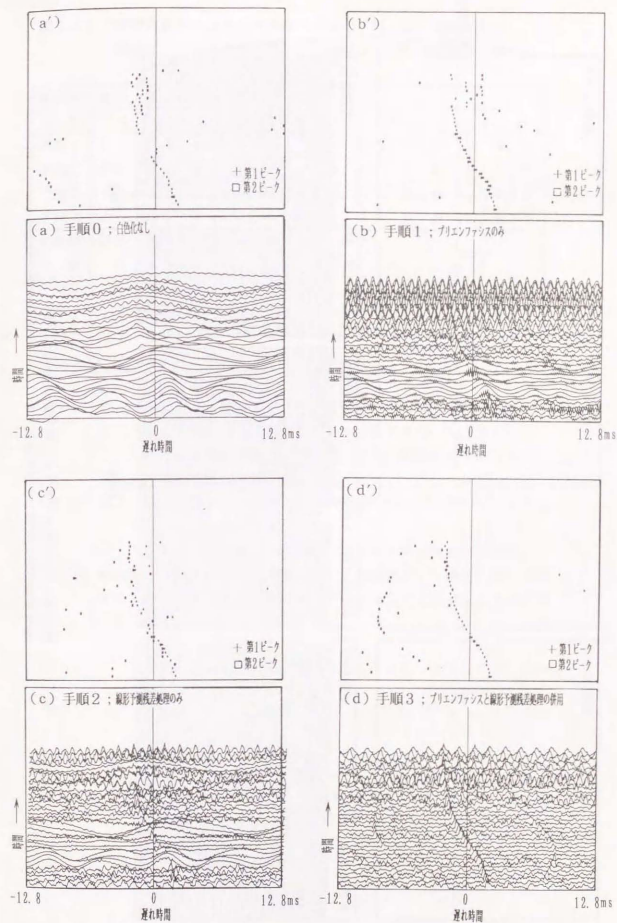 (a′)
+ 第1ピーク
□ 第2ピーク
(a) 手順0 ; 白色化なし
時間
-12.8 0 12.8ms
遅れ時間
(b′)
+ 第1ピーク
□ 第2ピーク
(b) 手順1 ; プリエンファシスのみ
時間
-12.8 0 12.8ms
遅れ時間
(c′)
+ 第1ピーク
□ 第2ピーク
(c) 手順2 ; 線形予測残差処理のみ
時間
-12.8 0 12.8ms
遅れ時間
(d′)
+ 第1ピーク
□ 第2ピーク
(d) 手順3 ; プリエンファシスと線形予測残差処理の併用
時間
-12.8 0 12.8ms
遅れ時間